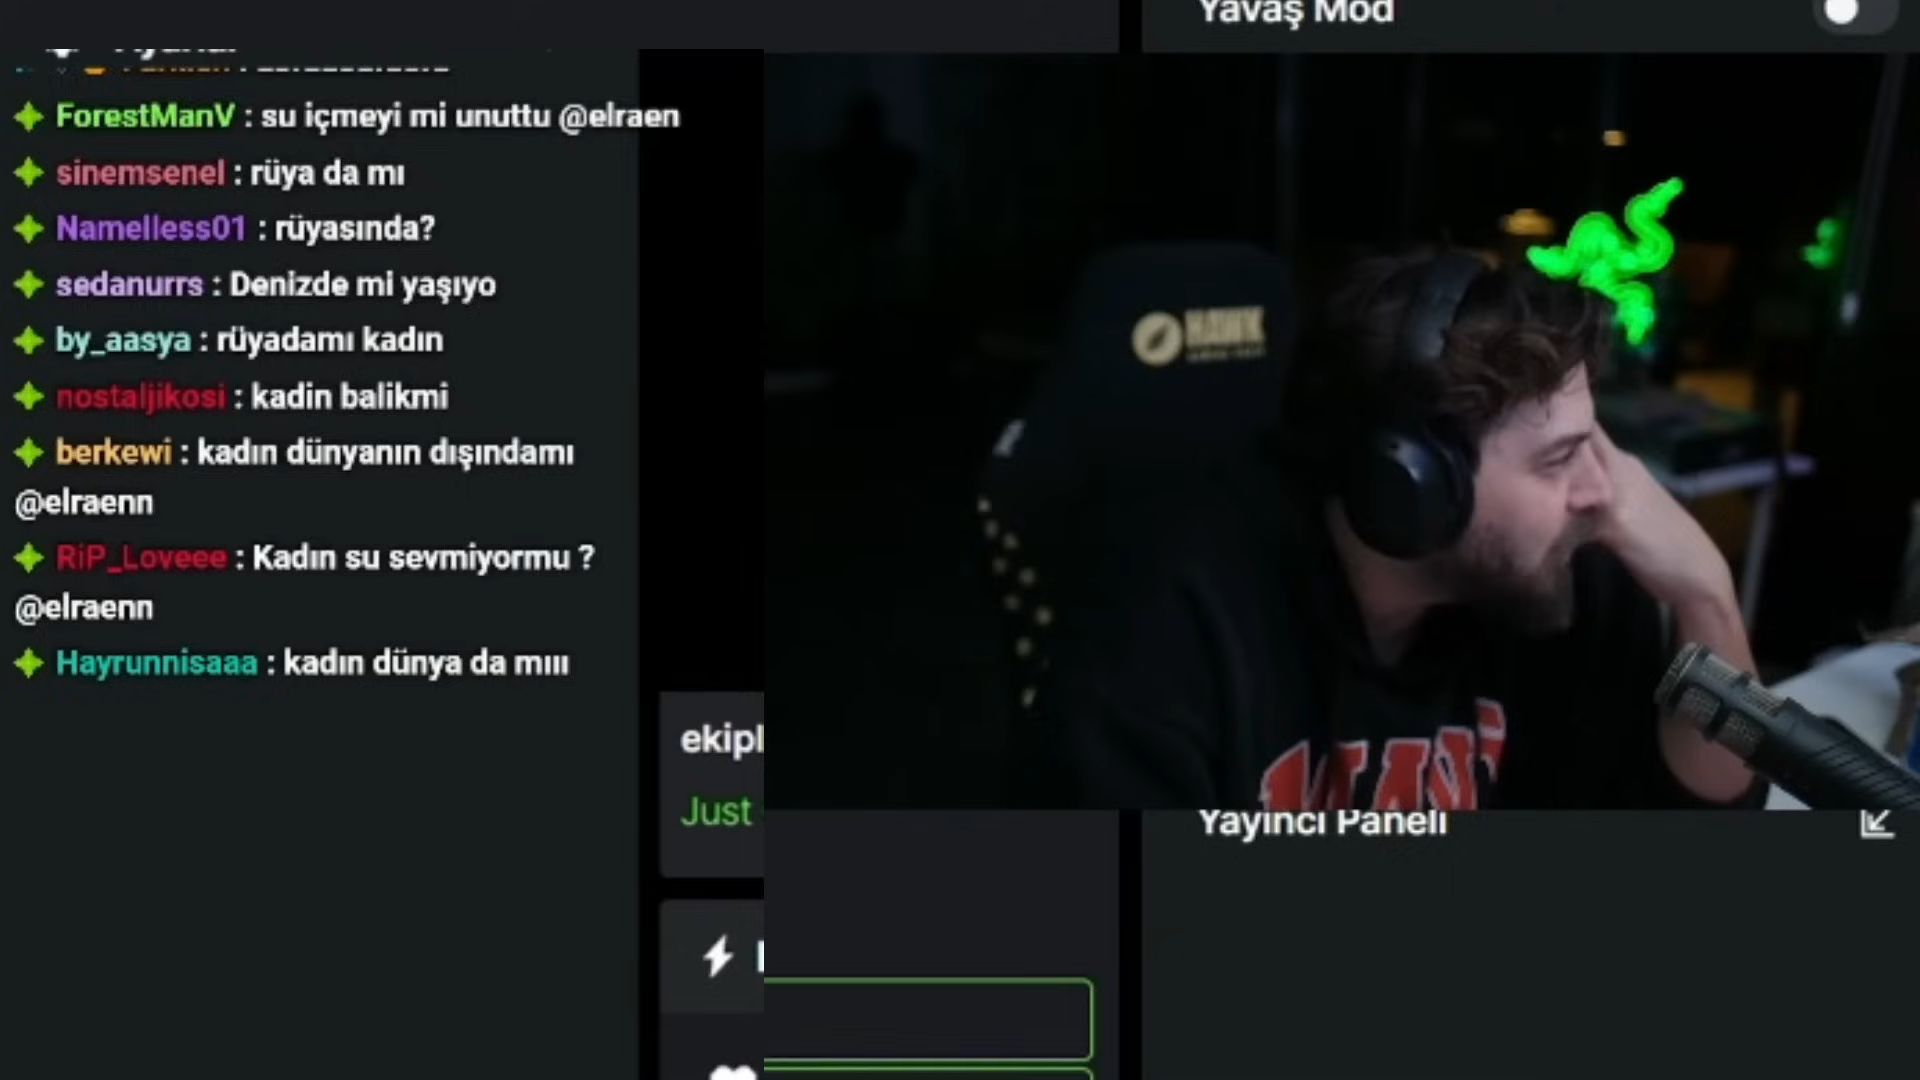 Yavaş Mod
ForestManV : su içmeyi mi unuttu @elraen
sinemsenel : rüya da mı
Namelless01 : rüyasında?
sedanurrs : Denizde mi yaşıyo
by_aasya : rüyadamı kadın
nostaljikosi : kadin balikmi
berkewi : kadın dünyanın dışındamı
@elraenn
RiP_Loveee : Kadın su sevmiyormu ?
@elraenn
Hayrunnisaaa : kadın dünya da mııı
HAWK
ekipl
Just
Yayıncı Paneli